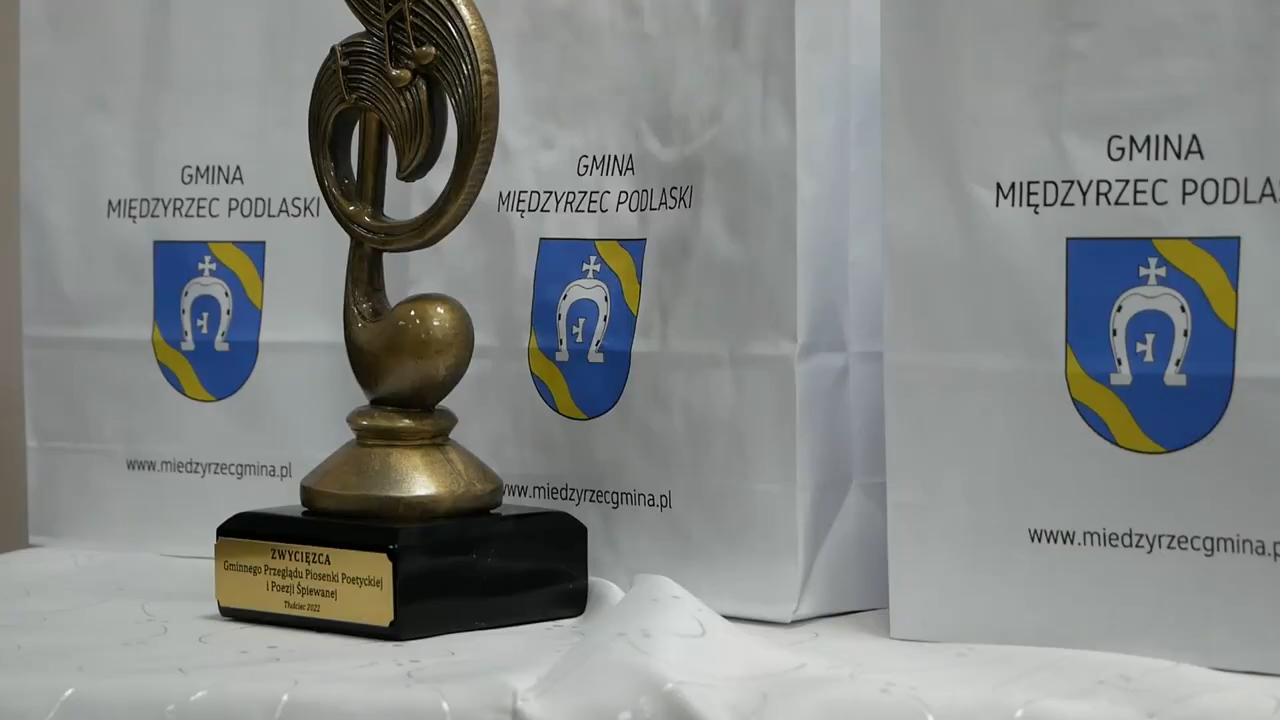 GMINA
MIĘDZYRZEC PODLASKI
www.miedzyrzecgmina.pl
GMINA
MIĘDZYRZEC PODLASKI
www.miedzyrzecgmina.pl
GMINA
MIĘDZYRZEC PODLAS
www.miedzyrzecgmina.p
ZWYCIĘZCA
Gminnego Przeglądu Piosenki Poetyckiej
i Poezji Śpiewanej
Tłuściec 2022